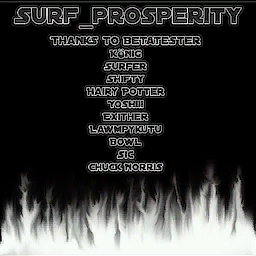 SURF_PROSPERITY
THANKS TO BETATESTER
KÖNIG
SURFER
SHIFTY
HAIRY POTTER
YOSHIII
EXITHER
LAWMPYKUTU
BOWL
SIC
CHUCK NORRIS